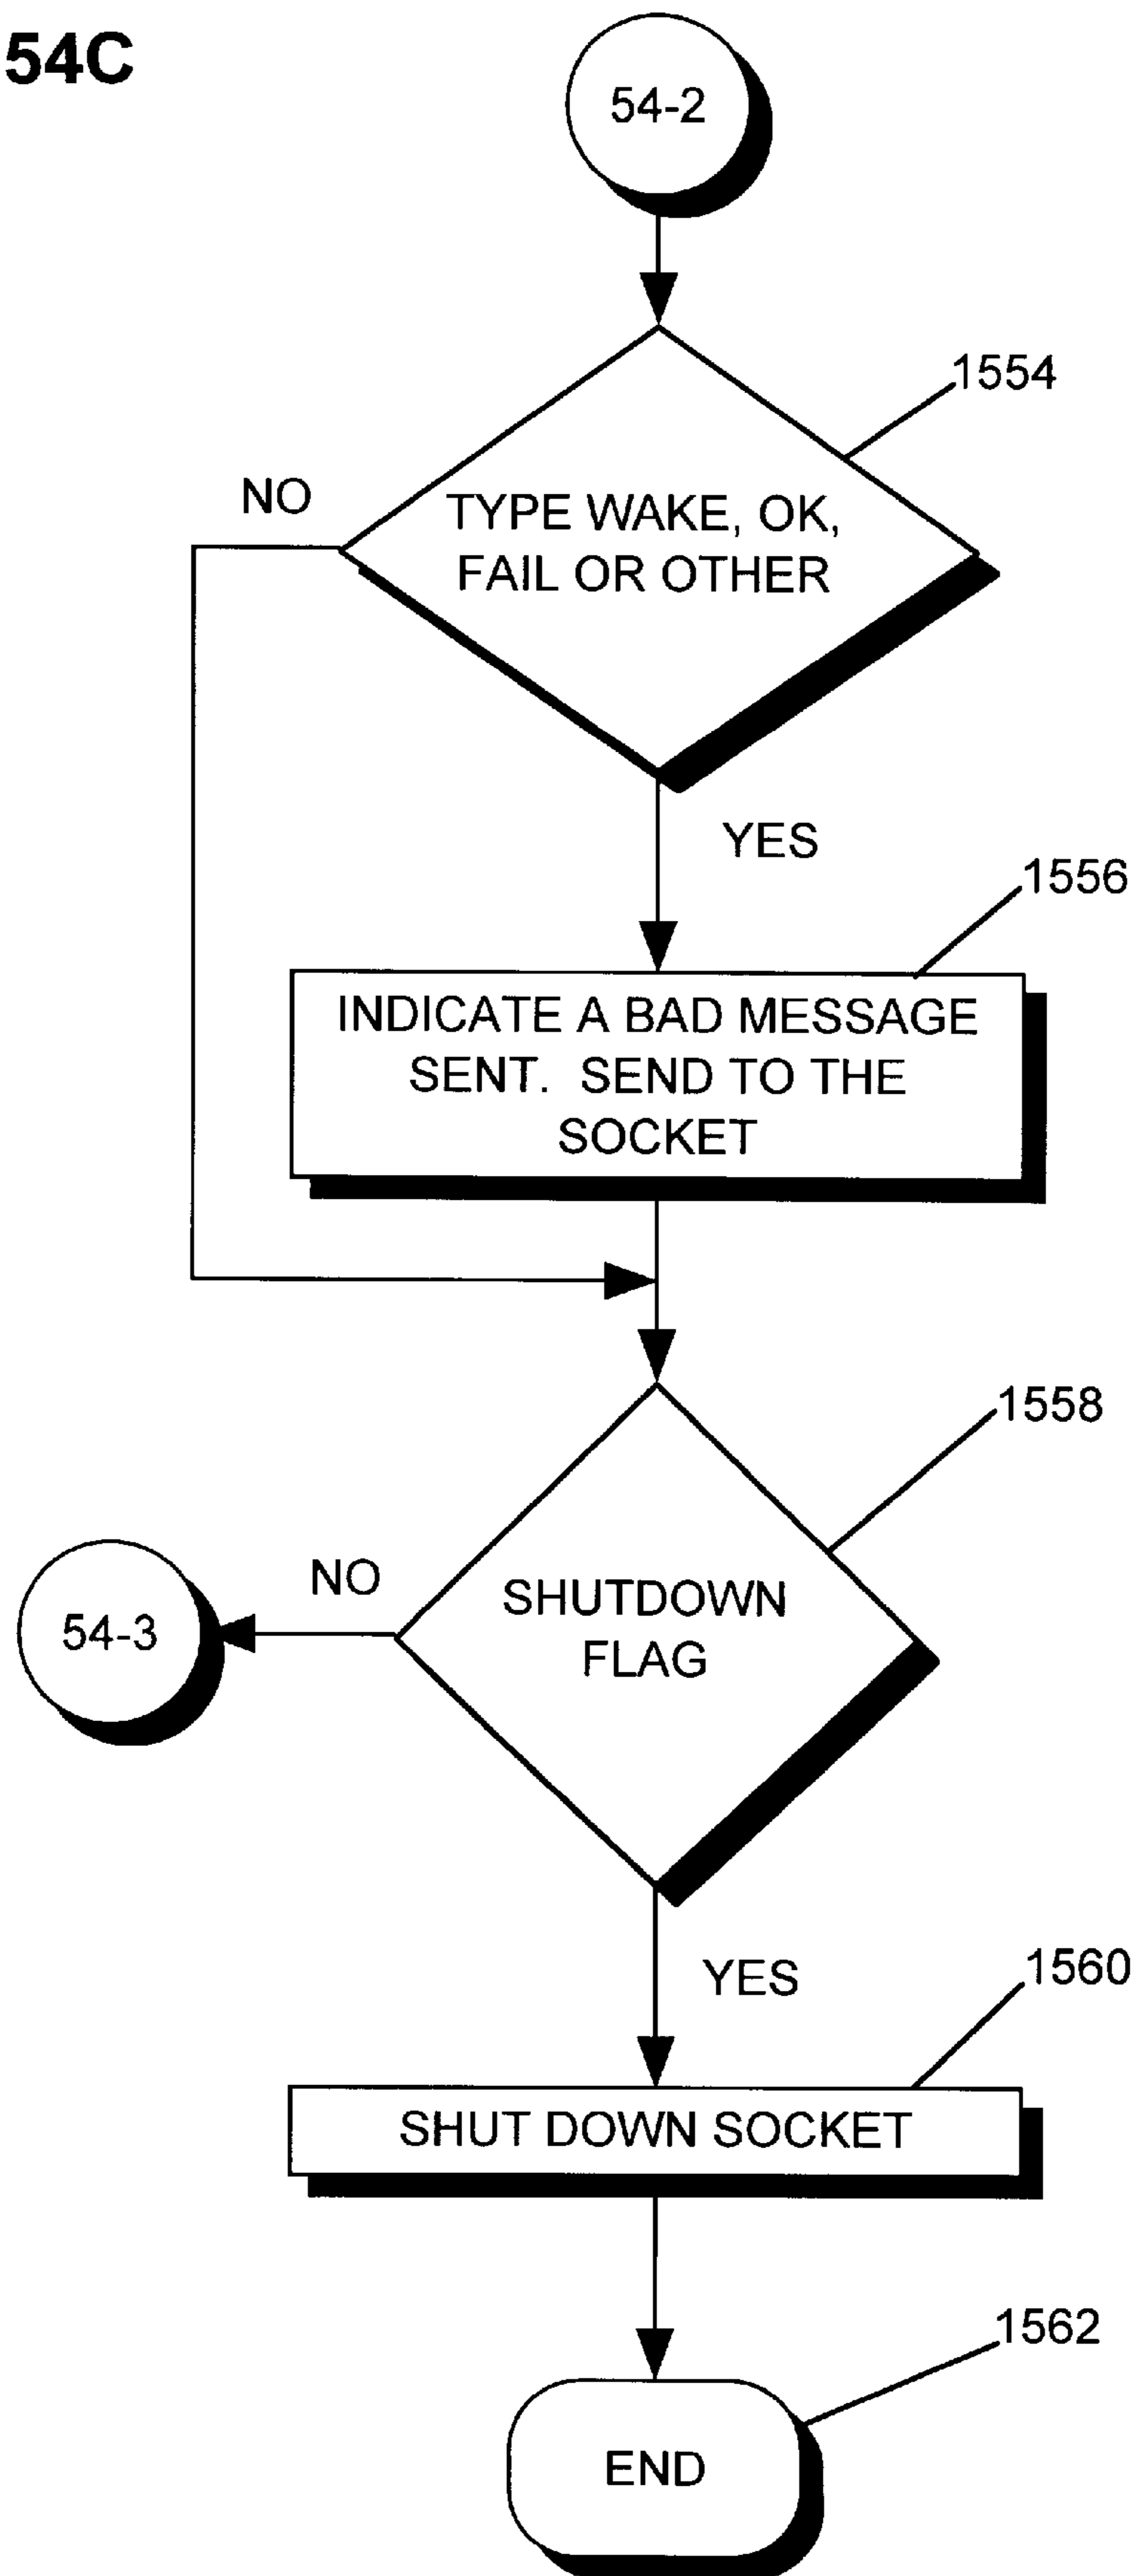 54C
54-2
1554
NO
TYPE WAKE, OK,
FAIL OR OTHER
YES
1556
INDICATE A BAD MESSAGE
SENT. SEND TO THE
SOCKET
1558
NO
SHUTDOWN
FLAG
54-3
YES
1560
SHUT DOWN SOCKET
1562
END